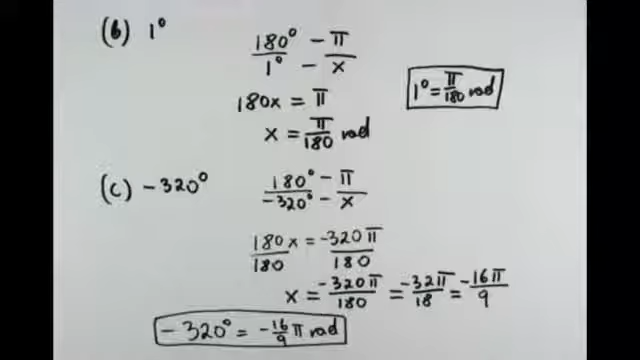 (b) 1°
180° – π
1° – x
180x = π
x = π/180 rad
1° = π/180 rad
(c) -320°
180° – π
-320° – x
180x/180 = -320π/180
x = -320π/180 = -32π/18 = -16π/9
-320° = -16/9 π rad